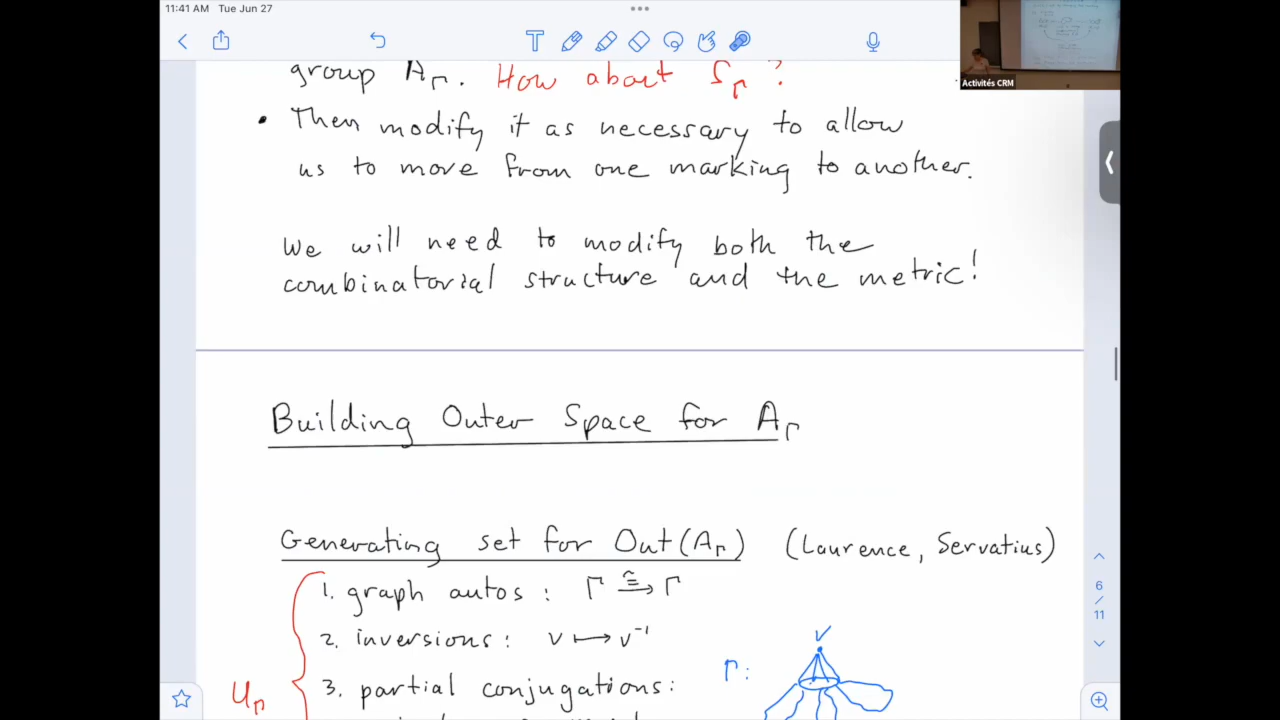 11:41 AM Tue Jun 27
Activités CRM
group A_Γ. How about S_Γ ?
• Then modify it as necessary to allow
us to move from one marking to another.
We will need to modify both the
combinatorial structure and the metric!
Building Outer Space for A_Γ
Generating set for Out(A_Γ) (Laurence, Servatius)
1. graph autos : Γ ≅→ Γ
2. inversions : v ↦ v⁻¹
3. partial conjugations :
U_Γ
Γ :
v
6
/
11